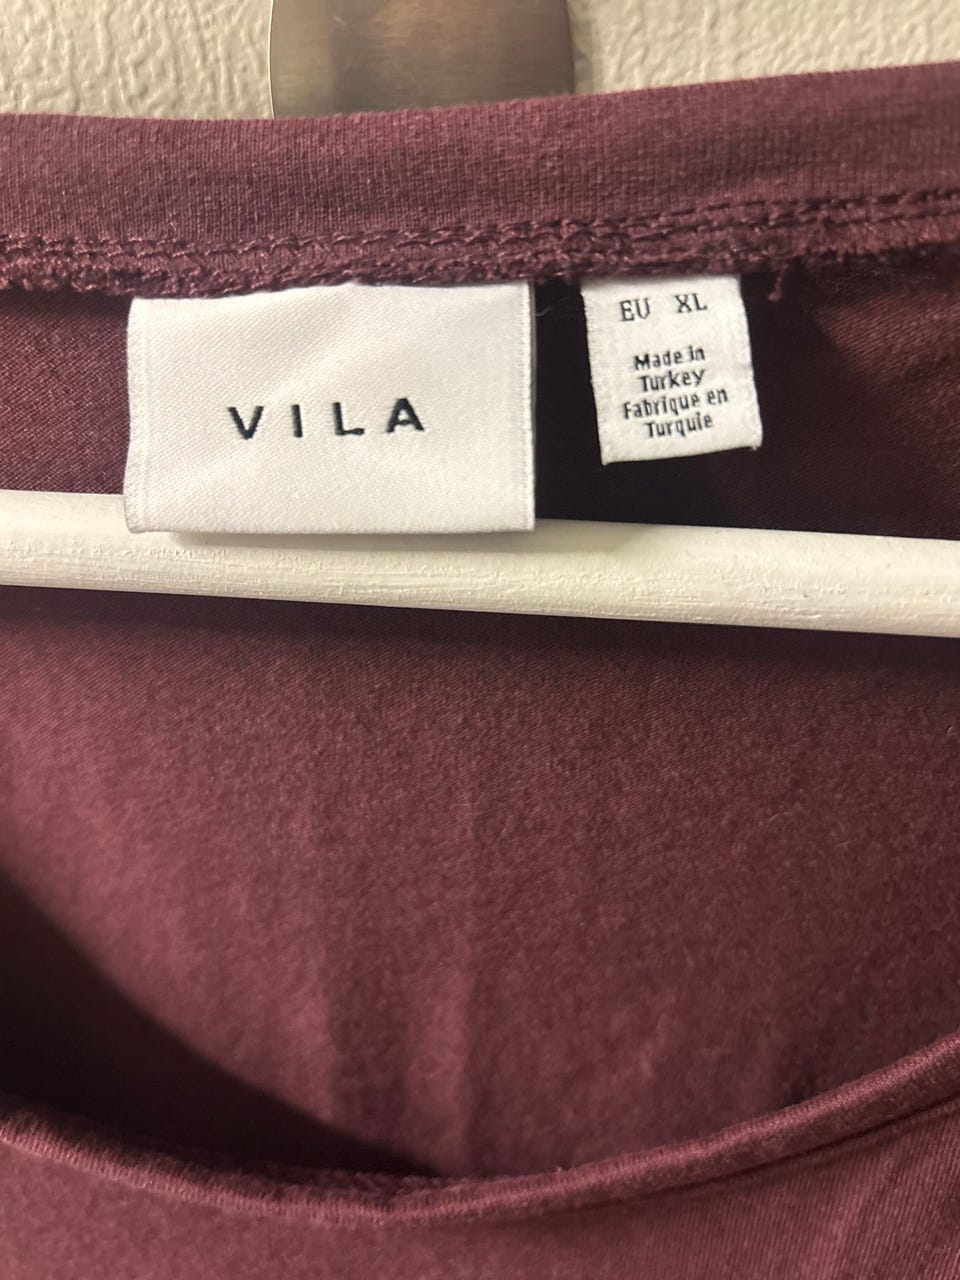 VILA
EU XL
Made in
Turkey
Fabrique en
Turquie